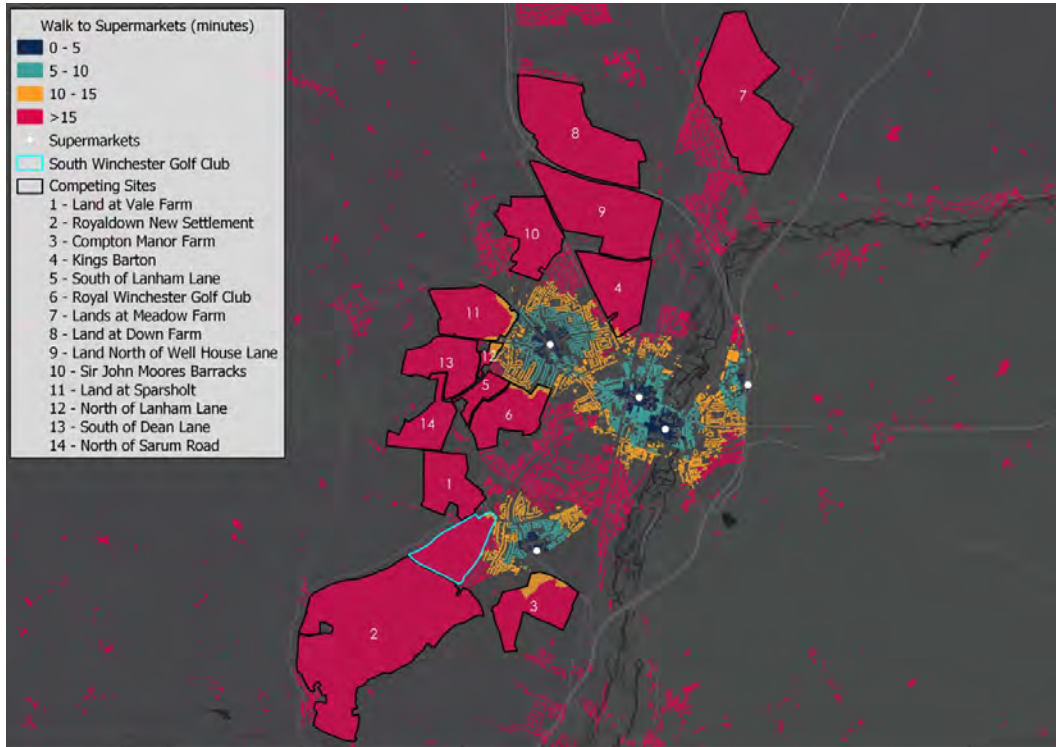 Walk to Supermarkets (minutes)
0 - 5
5 - 10
10 - 15
>15
Supermarkets
South Winchester Golf Club
Competing Sites
1 - Land at Vale Farm
2 - Royaldown New Settlement
3 - Compton Manor Farm
4 - Kings Barton
5 - South of Lanham Lane
6 - Royal Winchester Golf Club
7 - Lands at Meadow Farm
8 - Land at Down Farm
9 - Land North of Well House Lane
10 - Sir John Moores Barracks
11 - Land at Sparsholt
12 - North of Lanham Lane
13 - South of Dean Lane
14 - North of Sarum Road
7
8
9
10
4
11
12
13
5
6
14
1
3
2